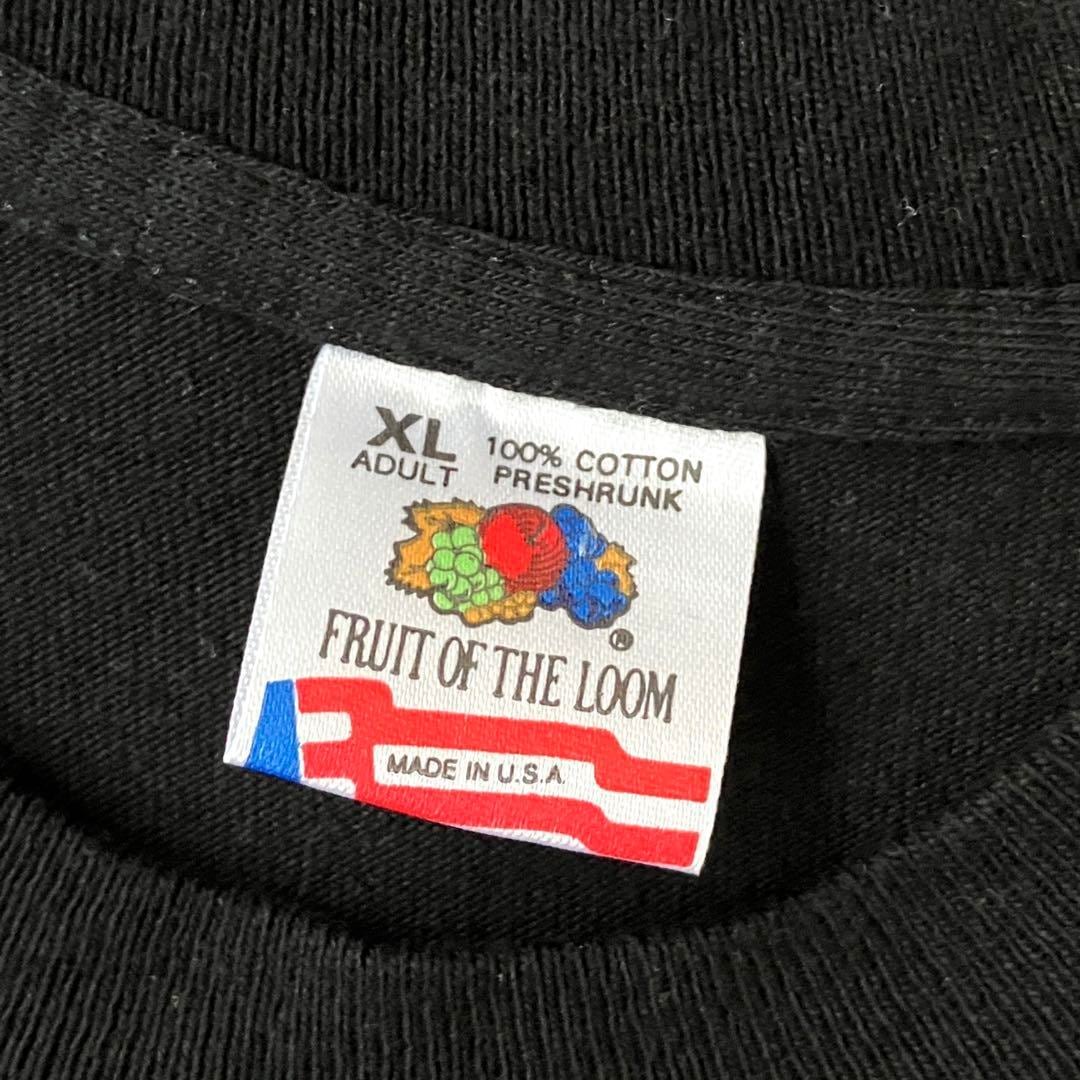 XL 100% COTTON
ADULT PRESHRUNK
®
FRUIT OF THE LOOM
MADE IN U.S.A